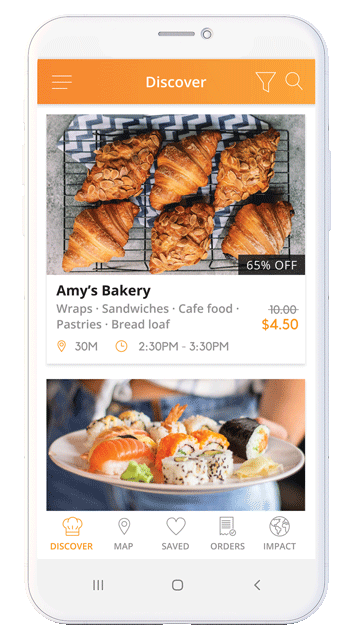 Discover
65% OFF
Amy's Bakery
Wraps · Sandwiches · Cafe food ·
Pastries · Bread loaf
10.00
$4.50
30M
2:30PM - 3:30PM
DISCOVER
MAP
SAVED
ORDERS
IMPACT